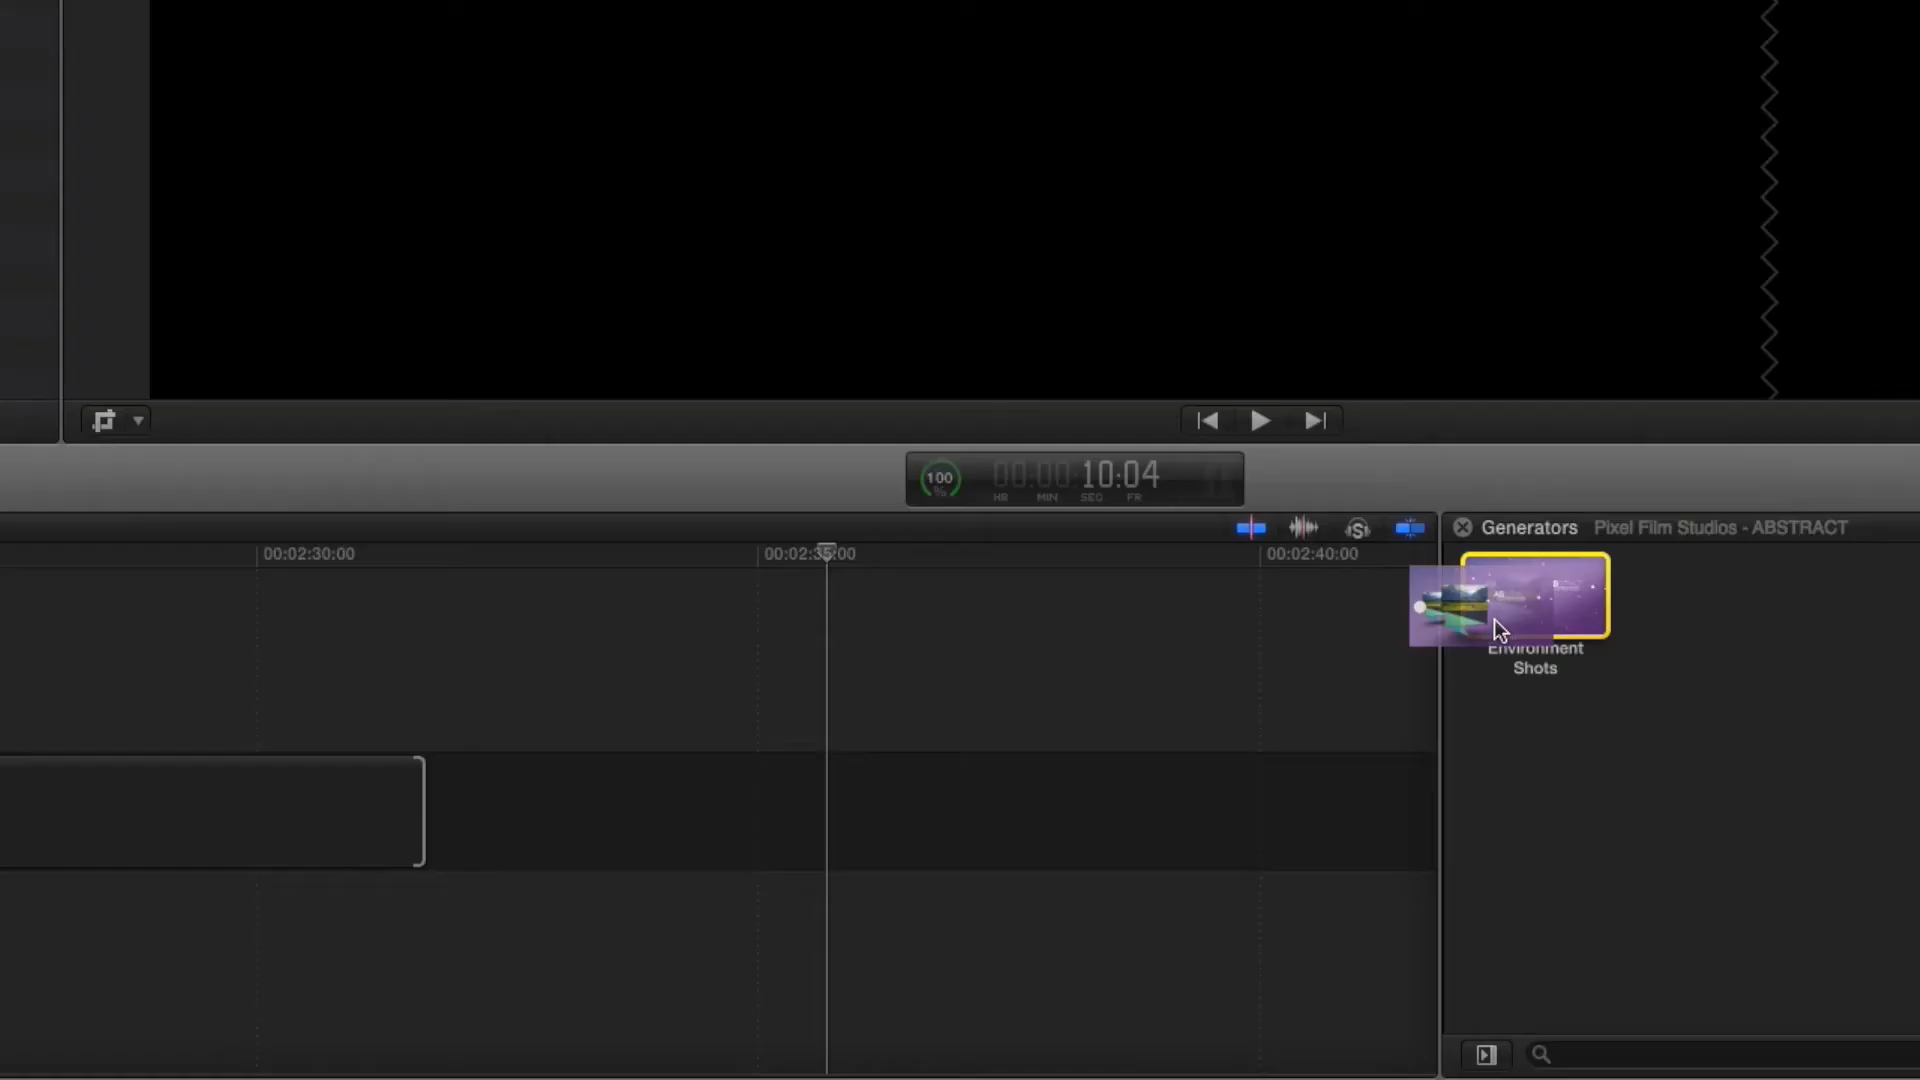 100
%
00:00:10:04
HR MIN SEC FR
Generators Pixel Film Studios - ABSTRACT
00:02:30:00 00:02:35:00 00:02:40:00
Environment
Shots